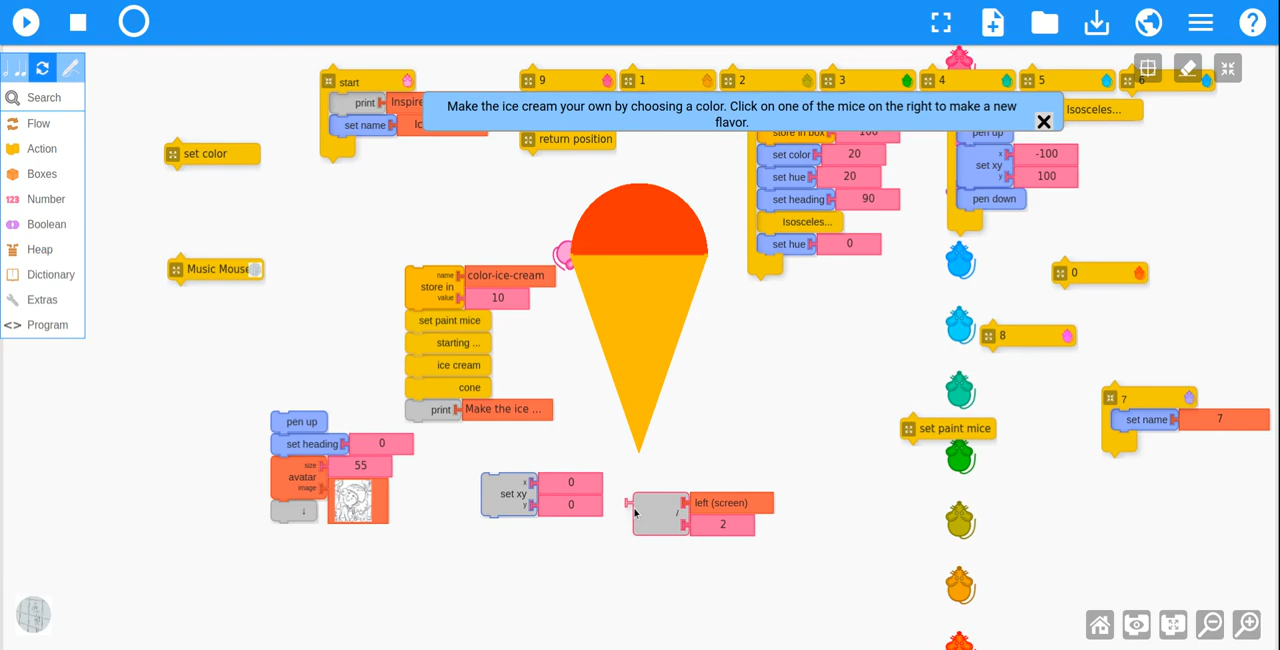 start
9
1
2
3
4
5
6
print
Inspire
Make the ice cream your own by choosing a color. Click on one of the mice on the right to make a new
flavor.
Isosceles...
set name
Search
Flow
Action
Boxes
123 Number
Boolean
Heap
Dictionary
Extras
<> Program
set color
return position
store in box
100
set color
20
set hue
20
set heading
90
Isosceles...
set hue
0
pen up
set xy
x
-100
y
100
pen down
Music Mouse
name
color-ice-cream
store in
value
10
set paint mice
starting ...
ice cream
cone
print
Make the ice ...
0
8
7
set name
7
set paint mice
pen up
set heading
0
size
55
avatar
image
↓
set xy
x
0
y
0
/
left (screen)
2